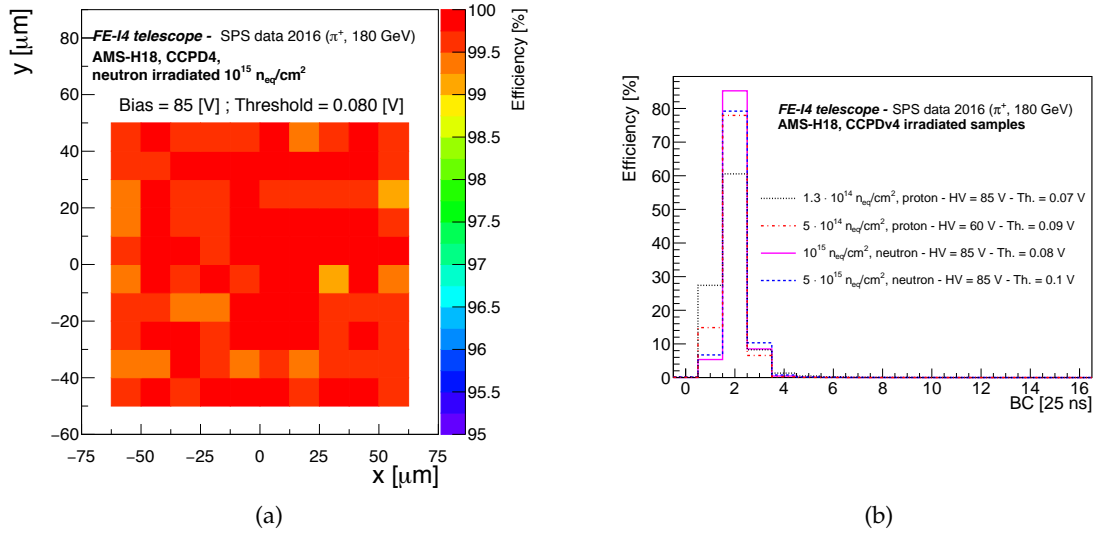 FE-I4 telescope - SPS data 2016 (π+, 180 GeV)
AMS-H18, CCPD4,
neutron irradiated 10^15 n_eq/cm^2
Bias = 85 [V] ; Threshold = 0.080 [V]
y [μm]
80
60
40
20
0
−20
−40
−60
−75 −50 −25 0 25 50 75
x [μm]
Efficiency [%]
100
99.5
99
98.5
98
97.5
97
96.5
96
95.5
95
(a)
Efficiency [%]
80
70
60
50
40
30
20
10
0
FE-I4 telescope - SPS data 2016 (π+, 180 GeV)
AMS-H18, CCPDv4 irradiated samples
1.3 · 10^14 n_eq/cm^2, proton - HV = 85 V - Th. = 0.07 V
5 · 10^14 n_eq/cm^2, proton - HV = 60 V - Th. = 0.09 V
10^15 n_eq/cm^2, neutron - HV = 85 V - Th. = 0.08 V
5 · 10^15 n_eq/cm^2, neutron - HV = 85 V - Th. = 0.1 V
0 2 4 6 8 10 12 14 16
BC [25 ns]
(b)